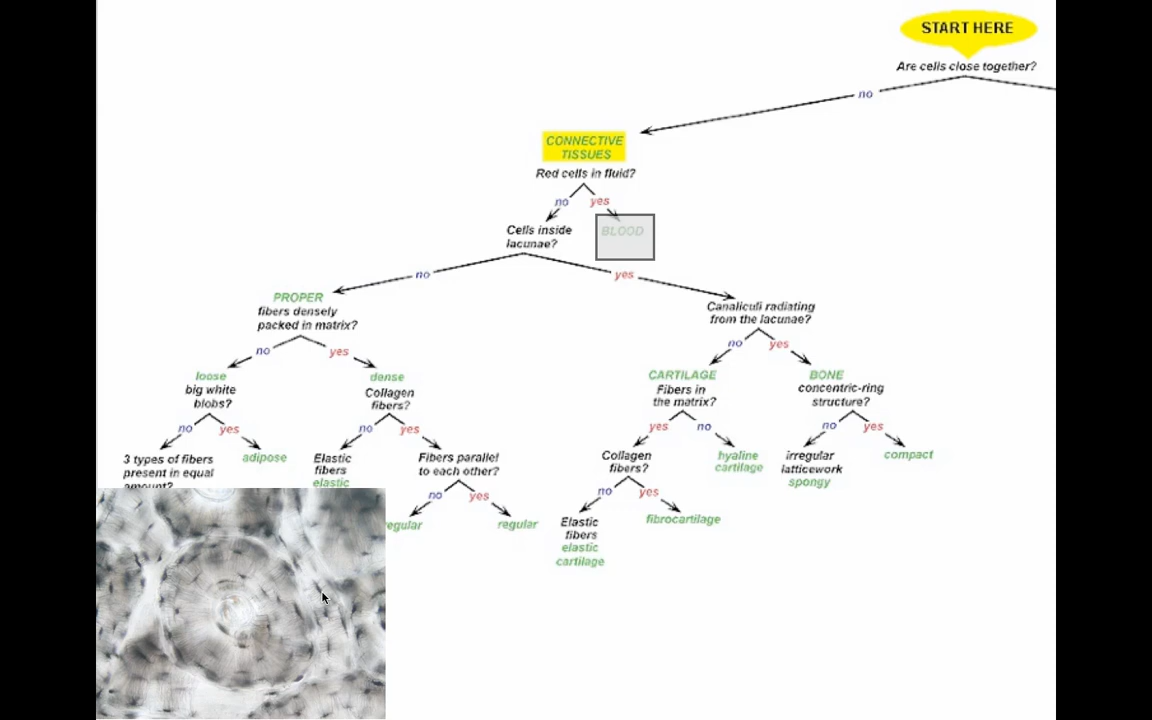 START HERE
Are cells close together?
no
CONNECTIVE
TISSUES
Red cells in fluid?
no
yes
Cells inside
lacunae?
BLOOD
no
yes
PROPER
fibers densely
packed in matrix?
Canaliculi radiating
from the lacunae?
no
yes
no
yes
loose
big white
blobs?
dense
Collagen
fibers?
CARTILAGE
Fibers in
the matrix?
BONE
concentric-ring
structure?
no
yes
no
yes
yes
no
no
yes
3 types of fibers
present in equal
amount?
adipose
Elastic
fibers
elastic
Fibers parallel
to each other?
Collagen
fibers?
hyaline
cartilage
irregular
latticework
spongy
compact
no
yes
no
yes
regular
regular
Elastic
fibers
elastic
cartilage
fibrocartilage